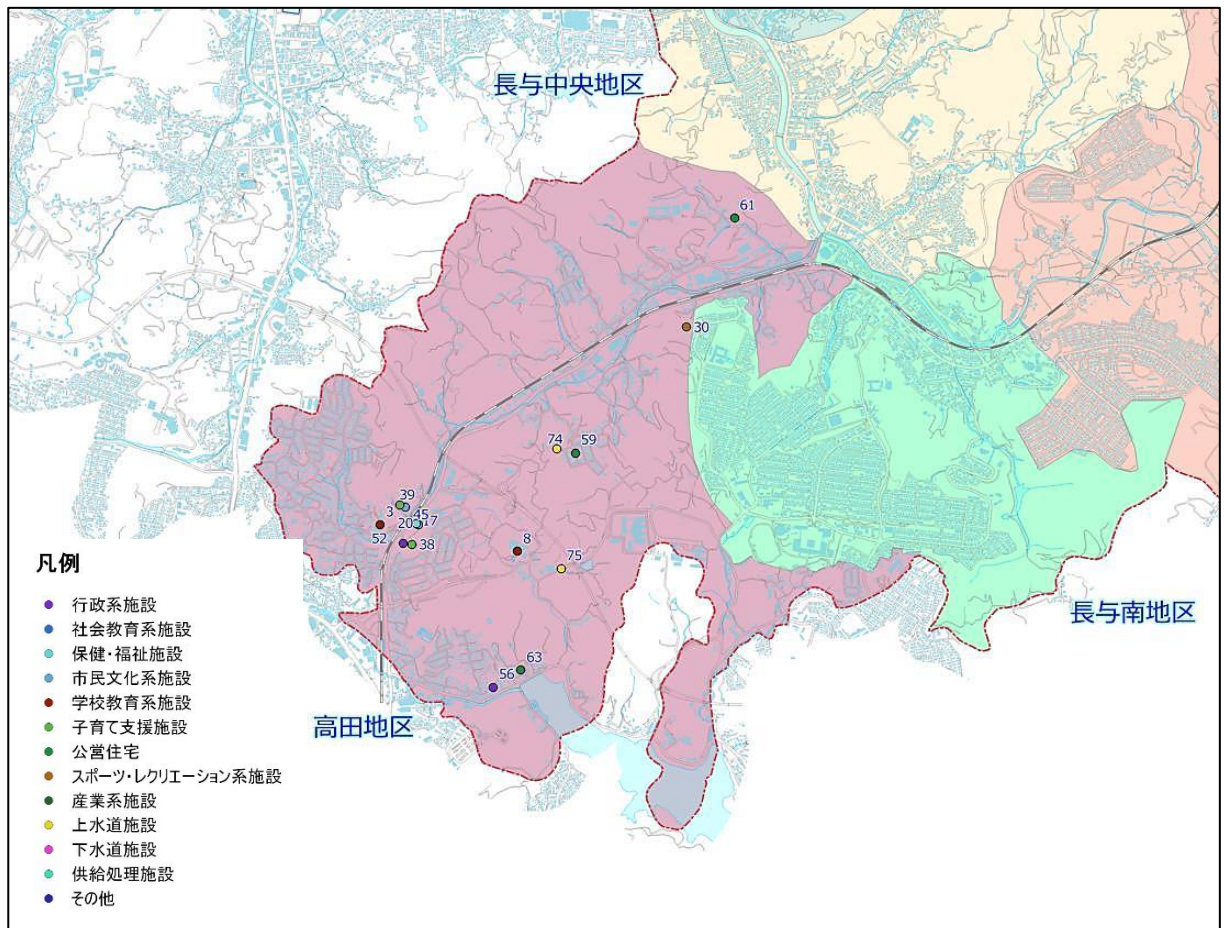 長与中央地区
61
30
74
59
39
3
45
20
17
52
38
8
75
長与南地区
63
56
高田地区
凡例
行政系施設
社会教育系施設
保健・福祉施設
市民文化系施設
学校教育系施設
子育て支援施設
公営住宅
スポーツ・レクリエーション系施設
産業系施設
上水道施設
下水道施設
供給処理施設
その他